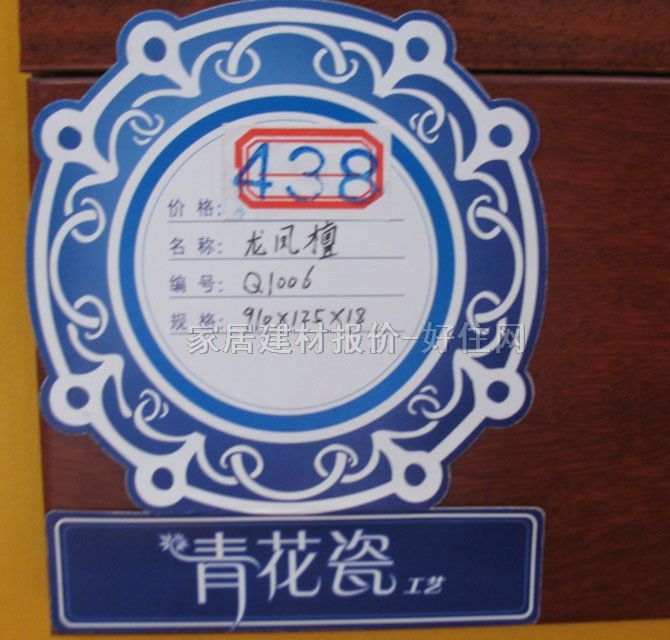 价格: 438
名称: 龙凤檀
编号: Q1006
规格: 910×125×18
家居建材报价-好住网
青花瓷工艺